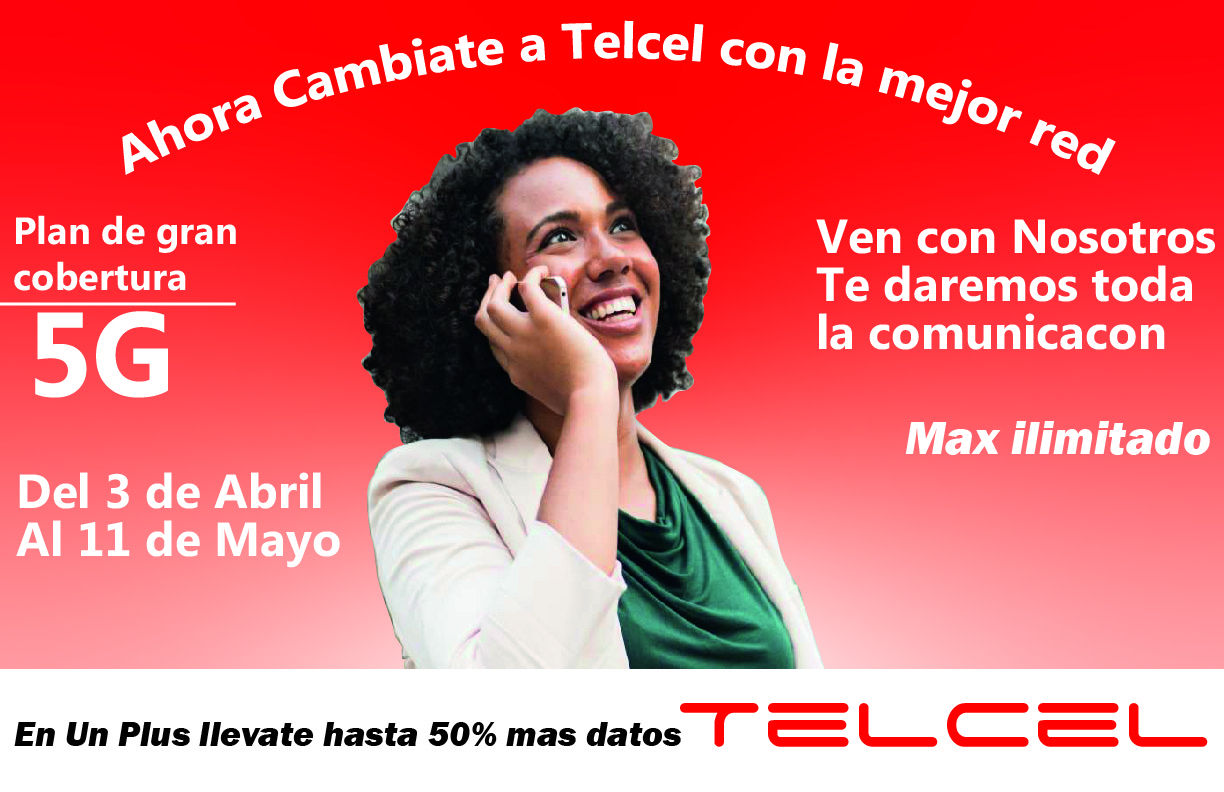 Ahora Cambiate a Telcel con la mejor red
Plan de gran
cobertura
5G
Del 3 de Abril
Al 11 de Mayo
Ven con Nosotros
Te daremos toda
la comunicacon
Max ilimitado
En Un Plus llevate hasta 50% mas datos
TELCEL